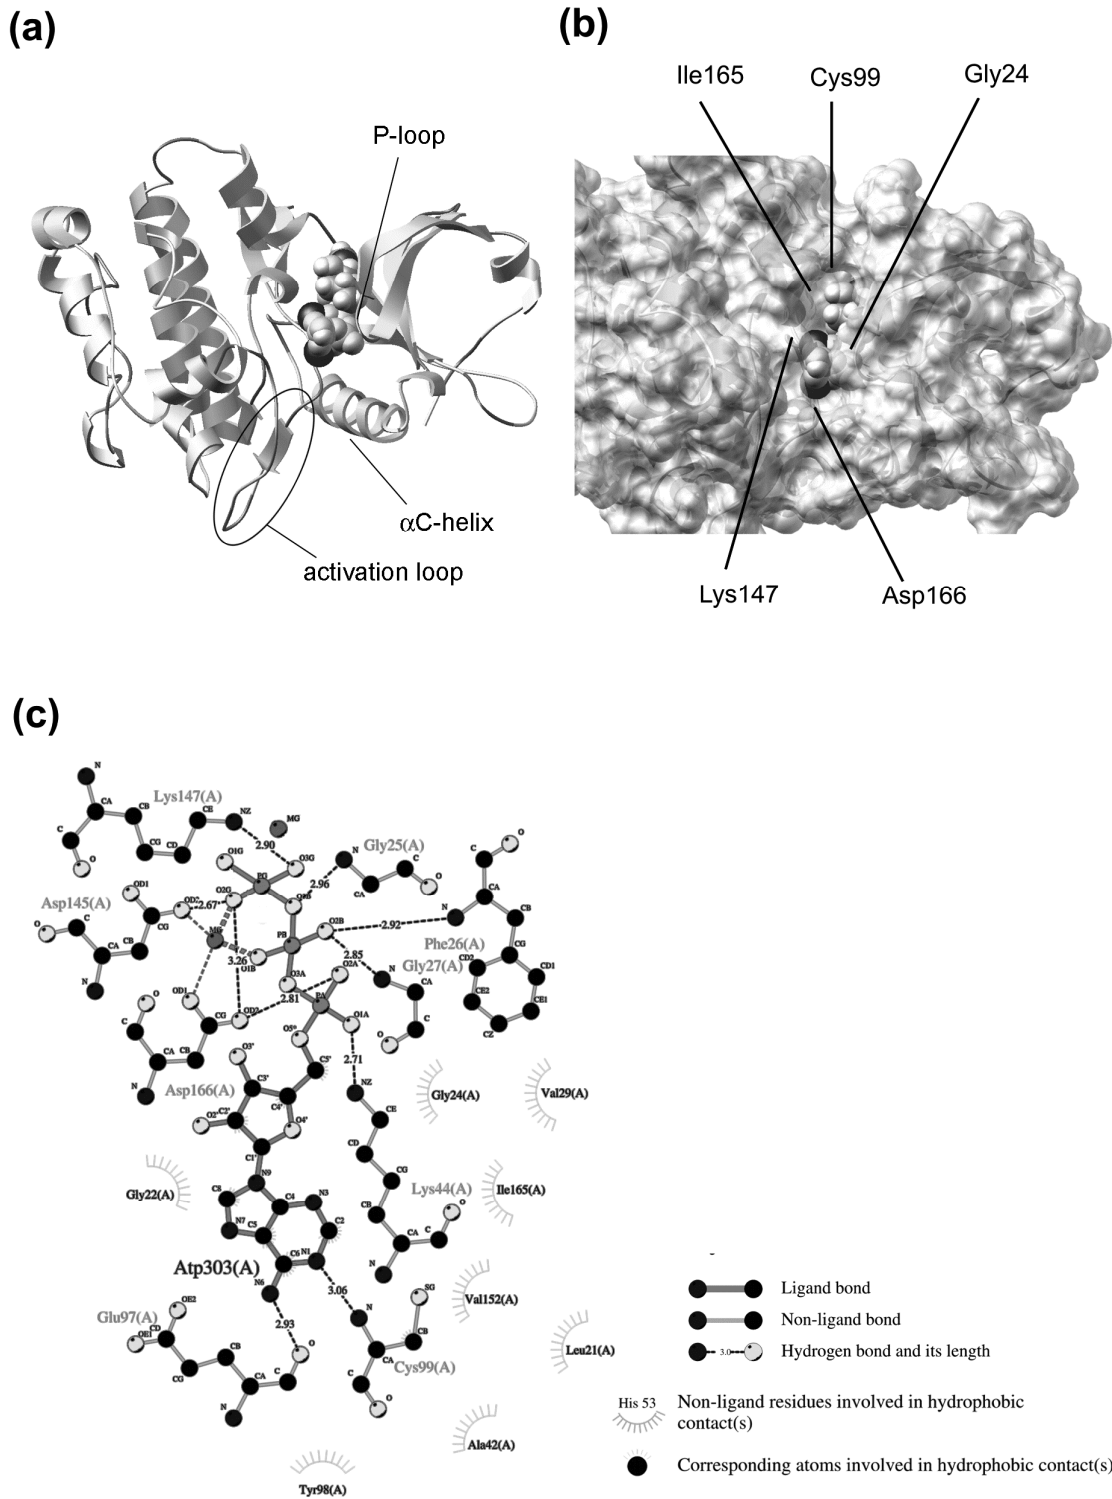 (a)
P-loop
αC-helix
activation loop
(b)
Ile165
Cys99
Gly24
Lys147
Asp166
(c)
N
Lys147(A)
CA
CB
CE
NZ
MG
C
O
CG
CD
2.90
O1G
O3G
PG
N
Gly25(A)
C
CA
O
2.96
O
C
CA
N
CB
Phe26(A)
CG
CD2
CD1
CE2
CE1
CZ
OD1
OD2
2.67
O2G
Asp145(A)
O
C
CG
CB
CA
N
MG
O3B
PB
O2B
2.92
3.26
O1B
2.85
O3A
O2A
2.81
Gly27(A)
N
CA
C
O
OD1
OD2
O
C
CG
CA
CB
N
Asp166(A)
PA
O1A
O5*
O3'
C5'
2.71
C3'
C4'
O2'
C2'
O4'
C1'
NZ
CE
CD
CG
CB
CA
C
O
N
Lys44(A)
Gly24(A)
Val29(A)
Gly22(A)
Ile165(A)
N9
C8
C4
N3
N7
C5
C2
C6
N1
N6
Atp303(A)
3.06
2.93
Glu97(A)
OE2
CD
OE1
CB
CG
CA
C
O
N
SG
N
CB
CA
Cys99(A)
C
O
Val152(A)
Leu21(A)
Ala42(A)
Tyr98(A)
Ligand bond
Non-ligand bond
3.0
Hydrogen bond and its length
His 53
Non-ligand residues involved in hydrophobic
contact(s)
Corresponding atoms involved in hydrophobic contact(s)